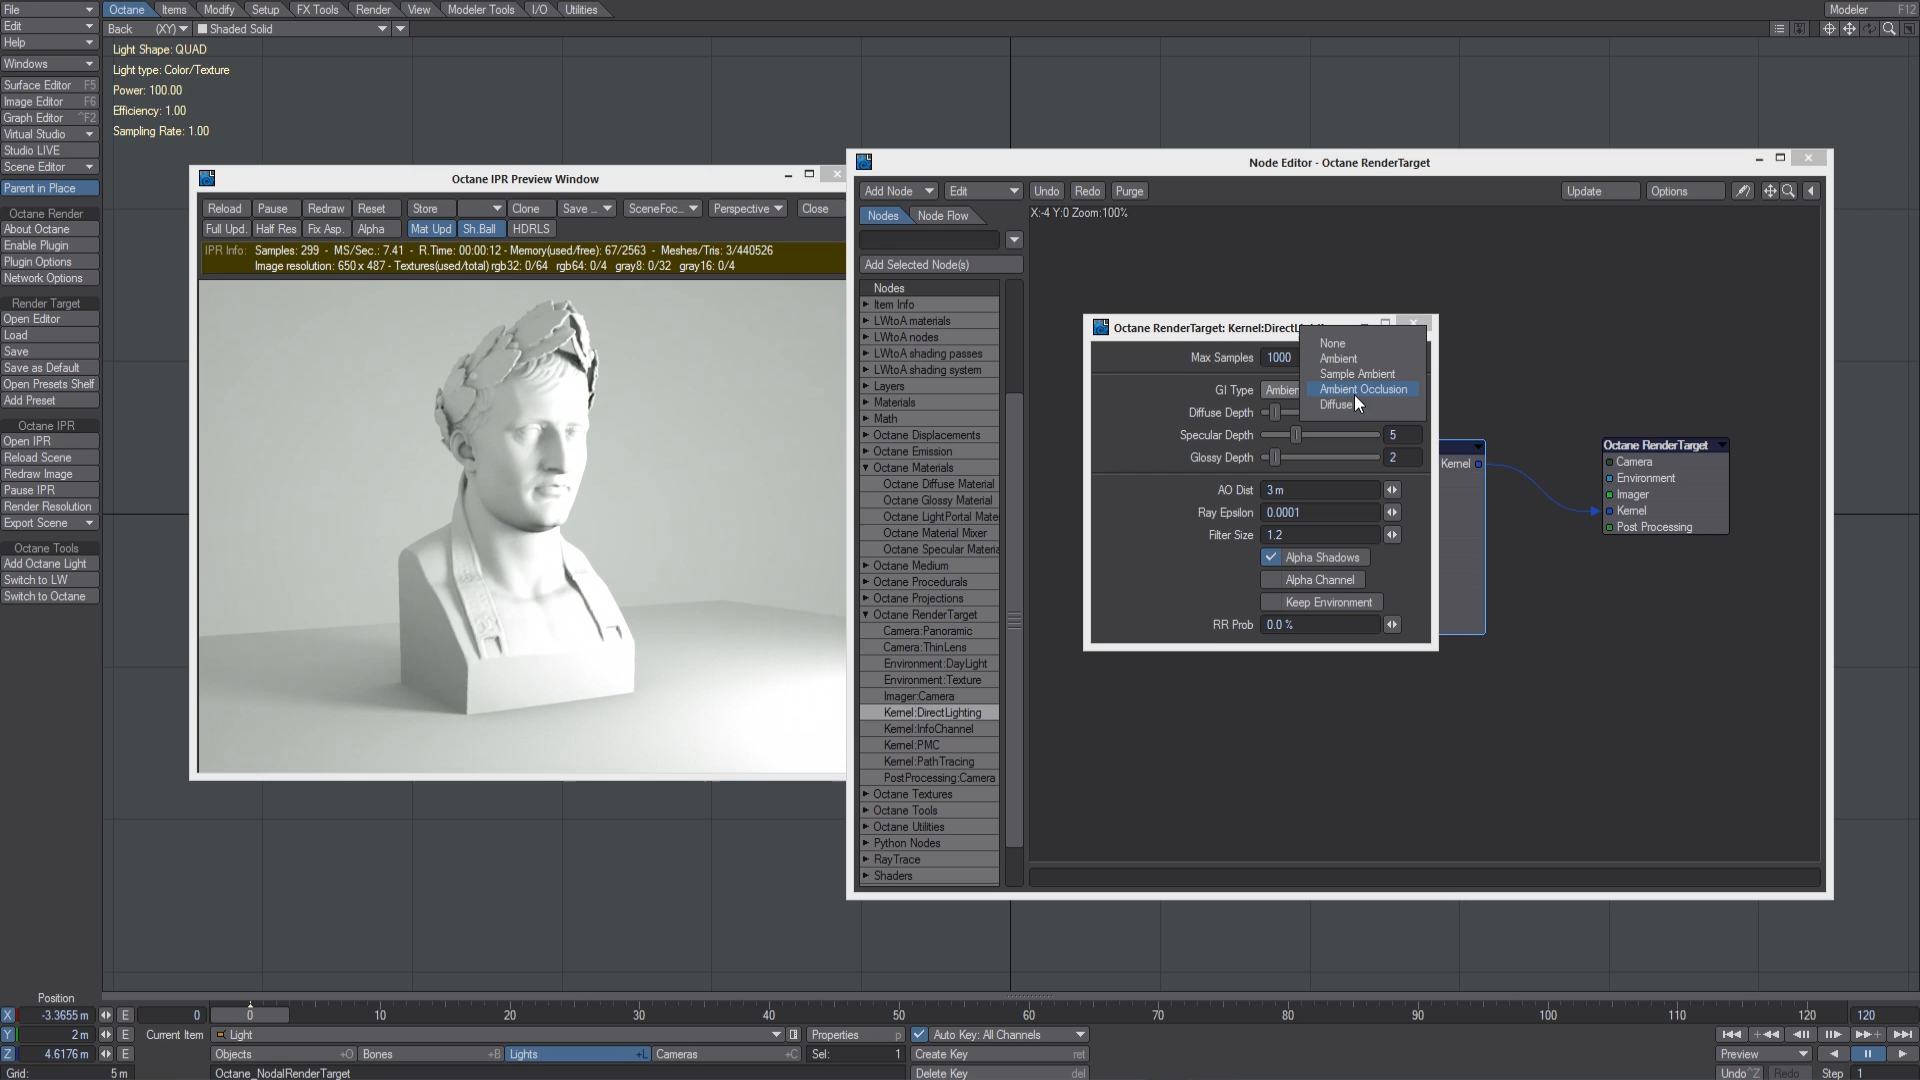 File
Edit
Help
Windows
Surface Editor F5
Image Editor F6
Graph Editor ^F2
Virtual Studio
Studio LIVE
Scene Editor
Parent in Place
Octane Render
About Octane
Enable Plugin
Plugin Options
Network Options
Render Target
Open Editor
Load
Save
Save as Default
Open Presets Shelf
Add Preset
Octane IPR
Open IPR
Reload Scene
Redraw Image
Pause IPR
Render Resolution
Export Scene
Octane Tools
Add Octane Light
Switch to LW
Switch to Octane
Octane Items Modify Setup FX Tools Render View Modeler Tools I/O Utilities Modeler F12
Back (XY) Shaded Solid
Light Shape: QUAD
Light type: Color/Texture
Power: 100.00
Efficiency: 1.00
Sampling Rate: 1.00
Octane IPR Preview Window
Reload Pause Redraw Reset Store Clone Save ... SceneFoc... Perspective Close
Full Upd. Half Res Fix Asp. Alpha Mat Upd Sh.Ball HDRLS
IPR Info: Samples: 299 - MS/Sec.: 7.41 - R.Time: 00:00:12 - Memory(used/free): 67/2563 - Meshes/Tris: 3/440526
Image resolution: 650 x 487 - Textures(used/total) rgb32: 0/64 rgb64: 0/4 gray8: 0/32 gray16: 0/4
Node Editor - Octane RenderTarget
Add Node Edit Undo Redo Purge Update Options
Nodes Node Flow X:-4 Y:0 Zoom:100%
Add Selected Node(s)
Nodes
Item Info
LWtoA materials
LWtoA nodes
LWtoA shading passes
LWtoA shading system
Layers
Materials
Math
Octane Displacements
Octane Emission
Octane Materials
Octane Diffuse Material
Octane Glossy Material
Octane LightPortal Mate
Octane Material Mixer
Octane Specular Materia
Octane Medium
Octane Procedurals
Octane Projections
Octane RenderTarget
Camera:Panoramic
Camera:ThinLens
Environment:DayLight
Environment:Texture
Imager:Camera
Kernel:DirectLighting
Kernel:InfoChannel
Kernel:PMC
Kernel:PathTracing
PostProcessing:Camera
Octane Textures
Octane Tools
Octane Utilities
Python Nodes
RayTrace
Shaders
Octane RenderTarget: Kernel:DirectLi
Max Samples 1000
GI Type Ambien
Diffuse Depth
Specular Depth 5
Glossy Depth 2
AO Dist 3 m
Ray Epsilon 0.0001
Filter Size 1.2
Alpha Shadows
Alpha Channel
Keep Environment
RR Prob 0.0 %
None
Ambient
Sample Ambient
Ambient Occlusion
Diffuse
Kernel
Octane RenderTarget
Camera
Environment
Imager
Kernel
Post Processing
Position
X -3.3655 m E 0 0 10 20 30 40 50 60 70 80 90 100 110 120 120
Y 2 m E Current Item Light Properties p Auto Key: All Channels
Z 4.6176 m E Objects +O Bones +B Lights +L Cameras +C Sel: 1 Create Key ret Preview
Grid: 5 m Octane_NodalRenderTarget Delete Key del Undo ^Z Redo Step 1